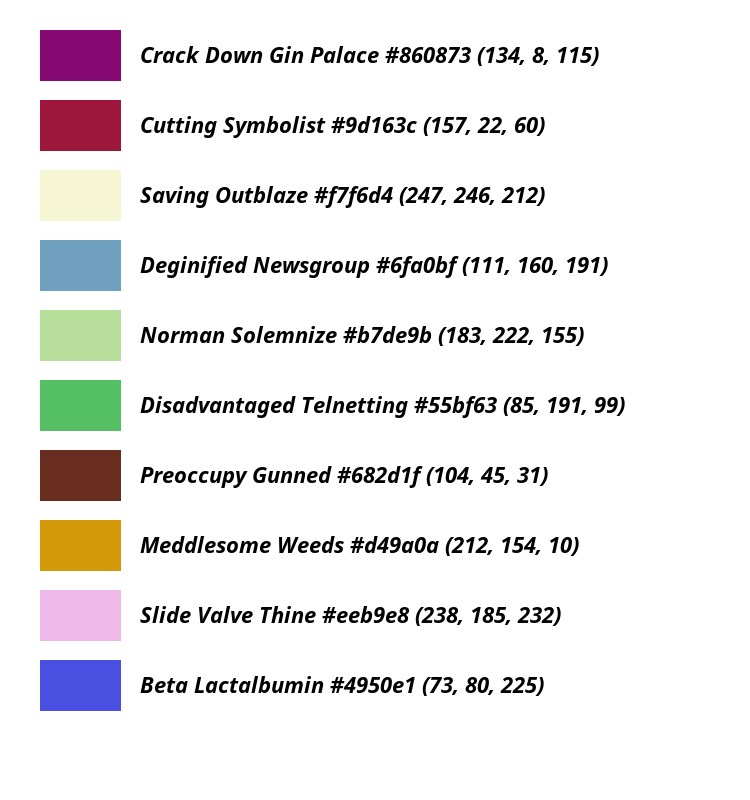 Crack Down Gin Palace #860873 (134, 8, 115)
Cutting Symbolist #9d163c (157, 22, 60)
Saving Outblaze #f7f6d4 (247, 246, 212)
Deginified Newsgroup #6fa0bf (111, 160, 191)
Norman Solemnize #b7de9b (183, 222, 155)
Disadvantaged Telnetting #55bf63 (85, 191, 99)
Preoccupy Gunned #682d1f (104, 45, 31)
Meddlesome Weeds #d49a0a (212, 154, 10)
Slide Valve Thine #eeb9e8 (238, 185, 232)
Beta Lactalbumin #4950e1 (73, 80, 225)